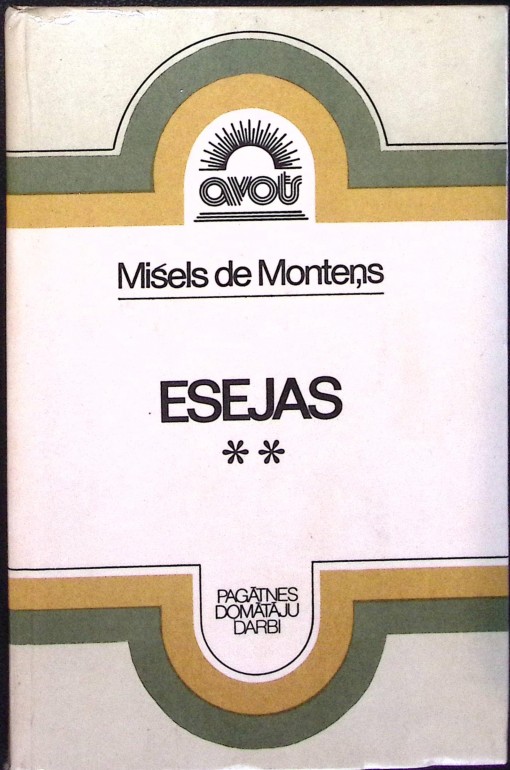 avots
Mišels de Monteņs
ESEJAS
**
PAGĀTNES
DOMĀTĀJU
DARBI